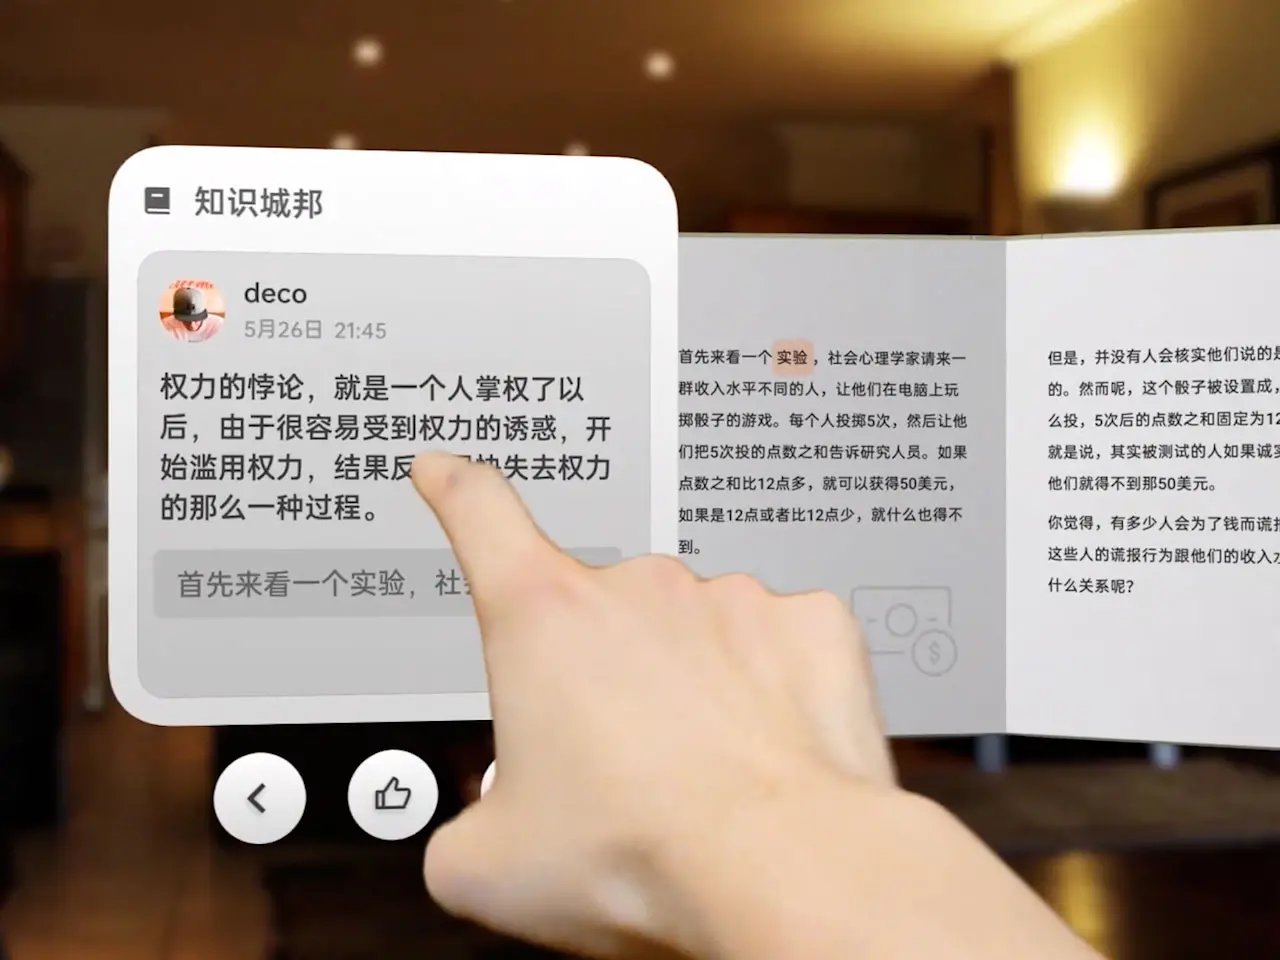 知识城邦
deco
5月26日 21:45
权力的悖论，就是一个人掌权了以
后，由于很容易受到权力的诱惑，开
始滥用权力，结果反 失去权力
的那么一种过程。
首先来看一个实验，社
首先来看一个实验，社会心理学家请来一
群收入水平不同的人，让他们在电脑上玩
掷骰子的游戏。每个人投掷5次，然后让他
们把5次投的点数之和告诉研究人员。如果
点数之和比12点多，就可以获得50美元，
如果是12点或者比12点少，就什么也得不
到。
$
但是，并没有人会核实他们说的是
的。然而呢，这个骰子被设置成，
么投，5次后的点数之和固定为12
就是说，其实被测试的人如果诚实
他们就得不到那50美元。
你觉得，有多少人会为了钱而谎报
这些人的谎报行为跟他们的收入水
什么关系呢？